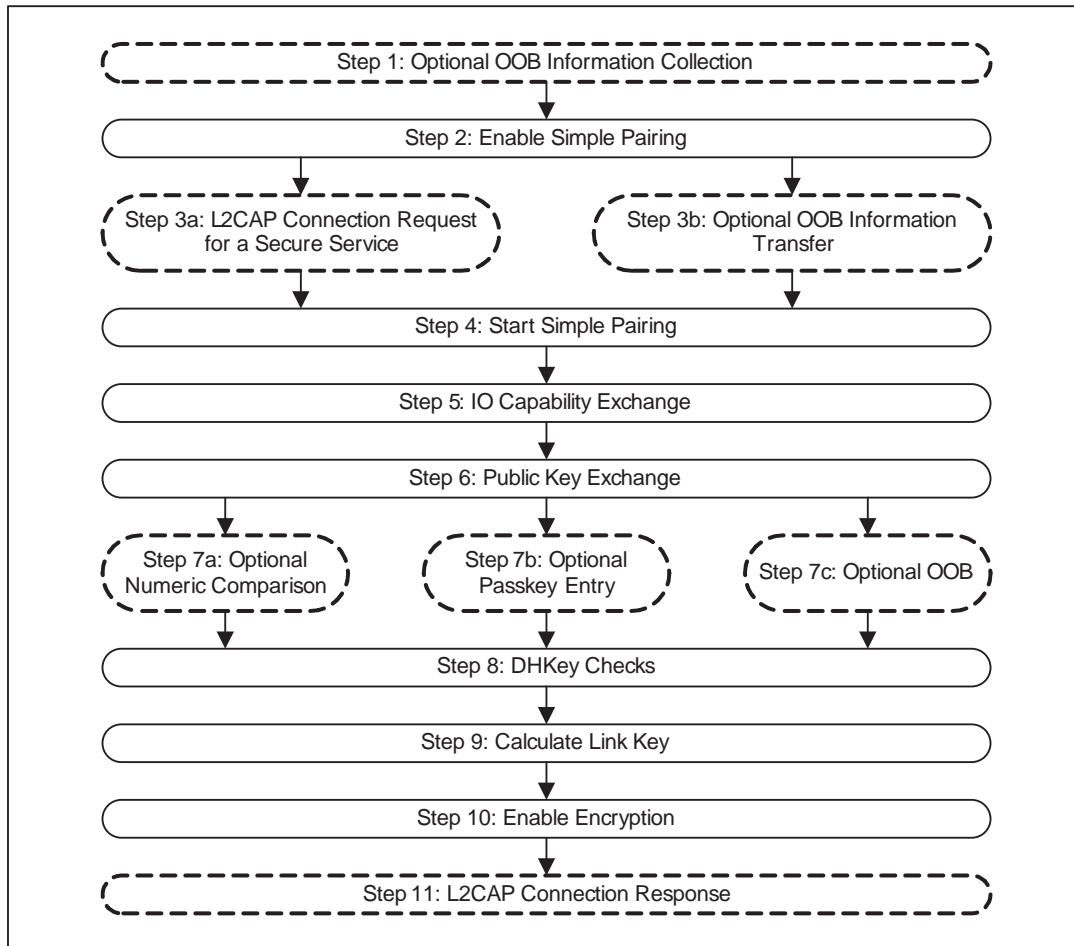 Step 1: Optional OOB Information Collection
Step 2: Enable Simple Pairing
Step 3a: L2CAP Connection Request
for a Secure Service
Step 3b: Optional OOB Information
Transfer
Step 4: Start Simple Pairing
Step 5: IO Capability Exchange
Step 6: Public Key Exchange
Step 7a: Optional
Numeric Comparison
Step 7b: Optional
Passkey Entry
Step 7c: Optional OOB
Step 8: DHKey Checks
Step 9: Calculate Link Key
Step 10: Enable Encryption
Step 11: L2CAP Connection Response